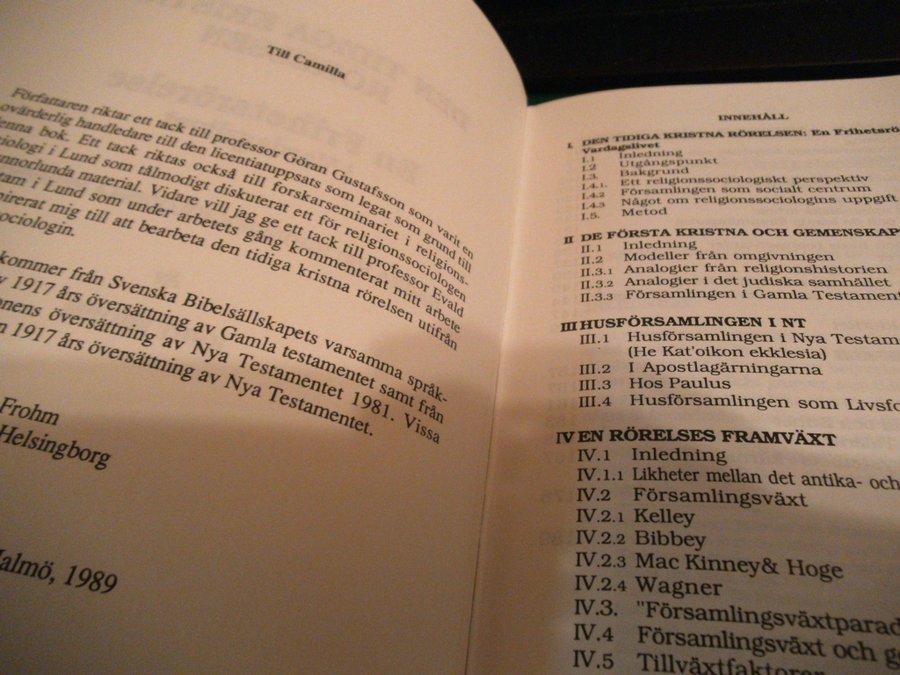 Till Camilla
Författaren riktar ett tack till professor Göran Gustafsson som varit en
ovärderlig handledare till den licentiatuppsats som legat som grund till
denna bok. Ett tack riktas också till forskarseminariet i religions-
iologi i Lund som tålmodigt diskuterat ett för religionssociologen
annorlunda material. Vidare vill jag ge ett tack till professor Evald
tam i Lund som under arbetets gång kommenterat mitt arbete
pirerat mig till att bearbeta den tidiga kristna rörelsen utifrån
sociologin.
kommer från Svenska Bibelsällskapets varsamma språk-
v 1917 års översättning av Gamla testamentet samt från
onens översättning av Nya Testamentet 1981. Vissa
n 1917 års översättning av Nya Testamentet.
Frohm
Helsingborg
Malmö, 1989
INNEHÅLL
I. DEN TIDIGA KRISTNA RÖRELSEN: En Frihetsrö
Vardagslivet
I.1 Inledning
I.2 Utgångspunkt
I.3. Bakgrund
I.4.1. Ett religionssociologiskt perspektiv
I.4.2 Församlingen som socialt centrum
I.4.3 Något om religionssociologins uppgift
I.5. Metod
II DE FÖRSTA KRISTNA OCH GEMENSKAP
II.1 Inledning
II.2 Modeller från omgivningen
II.3.1 Analogier från religionshistorien
II.3.2 Analogier i det judiska samhället
II.3.3 Församlingen i Gamla Testament
III HUSFÖRSAMLINGEN I NT
III.1 Husförsamlingen i Nya Testam
(He Kat'oikon ekklesia)
III.2 I Apostlagärningarna
III.3 Hos Paulus
III.4 Husförsamlingen som Livsfo
IV EN RÖRELSES FRAMVÄXT
IV.1 Inledning
IV.1.1 Likheter mellan det antika- och
IV.2 Församlingsväxt
IV.2.1 Kelley
IV.2.2 Bibbey
IV.2.3 Mac Kinney& Hoge
IV.2.4 Wagner
IV.3. "Församlingsväxtparad
IV.4 Församlingsväxt och ge
IV.5 Tillväxtfaktorer